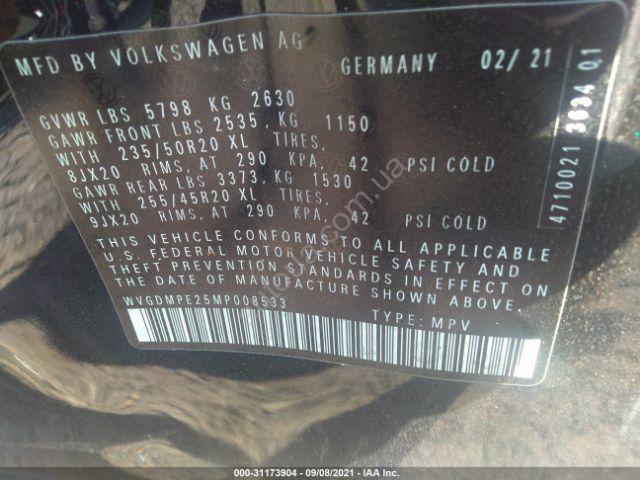 MFD BY VOLKSWAGEN AG
GERMANY 02/21
GVWR LBS 5798 KG 2630
GAWR FRONT LBS 2535, KG 1150
WITH 235/50R20 XL TIRES,
8JX20 RIMS, AT 290 KPA, 42 PSI COLD
GAWR REAR LBS 3373, KG 1530
WITH 255/45R20 XL TIRES,
9JX20 RIMS, AT 290 KPA, 42 PSI COLD
THIS VEHICLE CONFORMS TO ALL APPLICABLE
U.S. FEDERAL MOTOR VEHICLE SAFETY AND
THEFT PREVENTION STANDARDS IN EFFECT ON
THE DATE OF MANUFACTURE SHOWN ABOVE.
WVGDMPE25MP008533
TYPE: MPV
4710021 3634 Q1
000-31173904 - 09/08/2021 - IAA Inc.